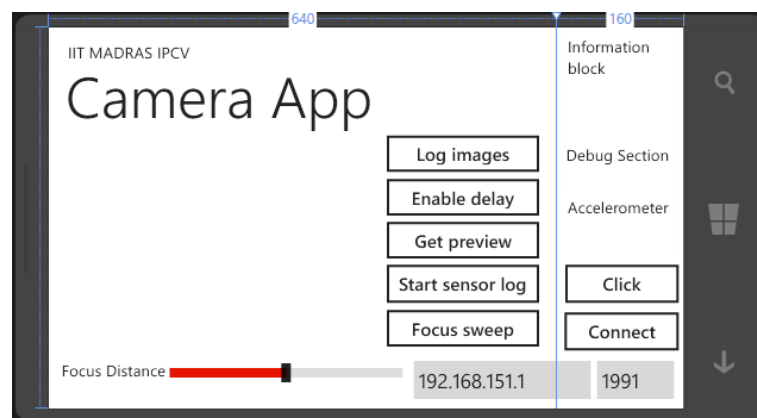 640
160
IIT MADRAS IPCV
Camera App
Information
block
Log images
Debug Section
Enable delay
Accelerometer
Get preview
Start sensor log
Click
Focus sweep
Connect
Focus Distance
192.168.151.1
1991